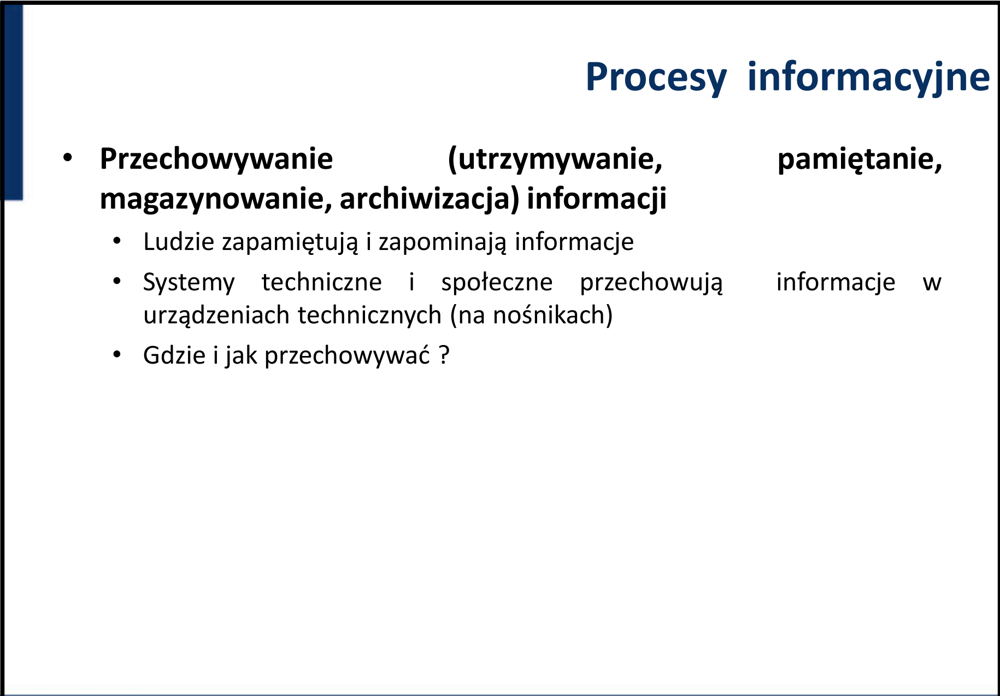 Procesy informacyjne
• Przechowywanie (utrzymywanie, pamiętanie,
magazynowanie, archiwizacja) informacji
• Ludzie zapamiętują i zapominają informacje
• Systemy techniczne i społeczne przechowują informacje w
urządzeniach technicznych (na nośnikach)
• Gdzie i jak przechowywać ?